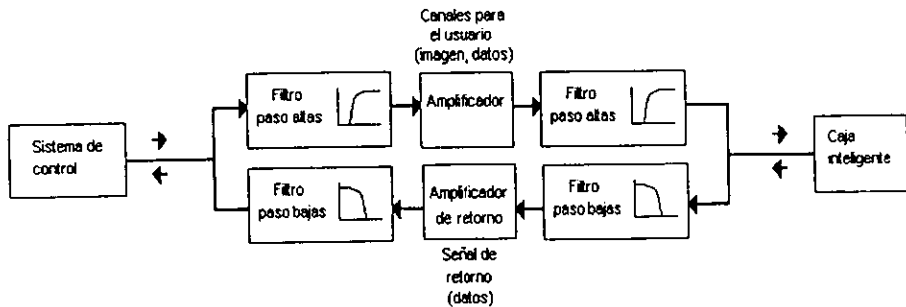 Canales para
el usuario
(imagen, datos)
Filtro
paso altas
Amplificador
Filtro
paso altas
Sistema de
control
Caja
inteligente
Filtro
paso bajas
Amplificador
de retorno
Filtro
paso bajas
Señal de
retorno
(datos)